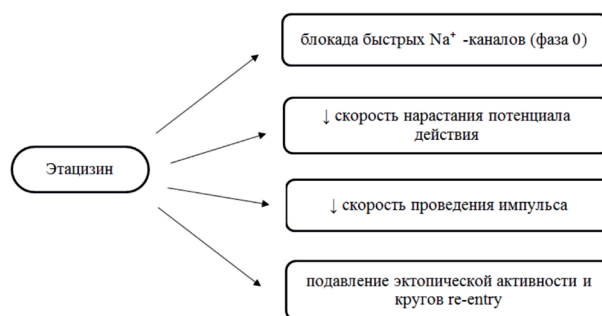 блокада быстрых Na⁺ -каналов (фаза 0)
↓ скорость нарастания потенциала
действия
Этацизин
↓ скорость проведения импульса
подавление эктопической активности и
кругов re-entry